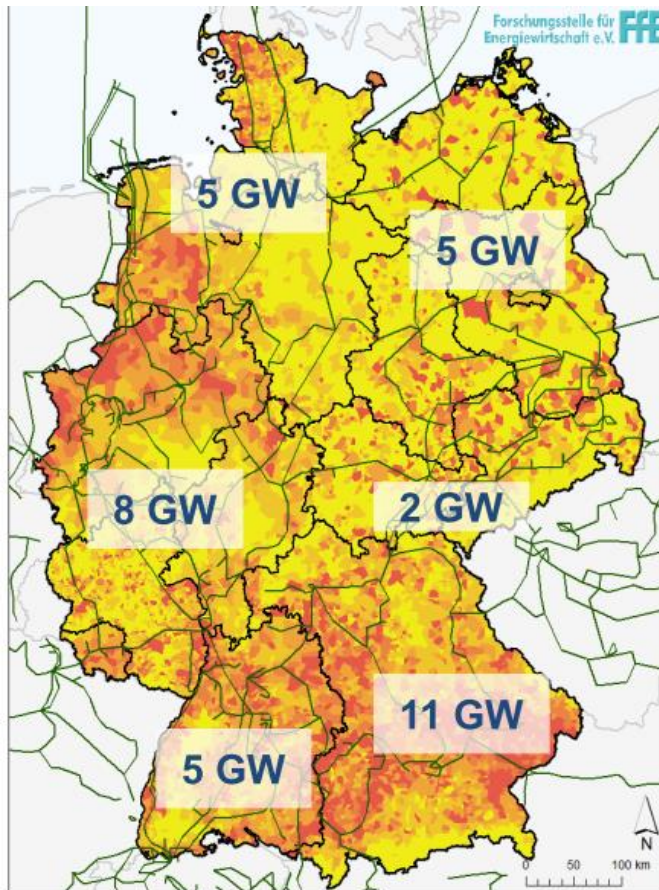 Forschungsstelle für
Energiewirtschaft e.V. FfE
5 GW
5 GW
8 GW
2 GW
11 GW
5 GW
N
0 50 100 km